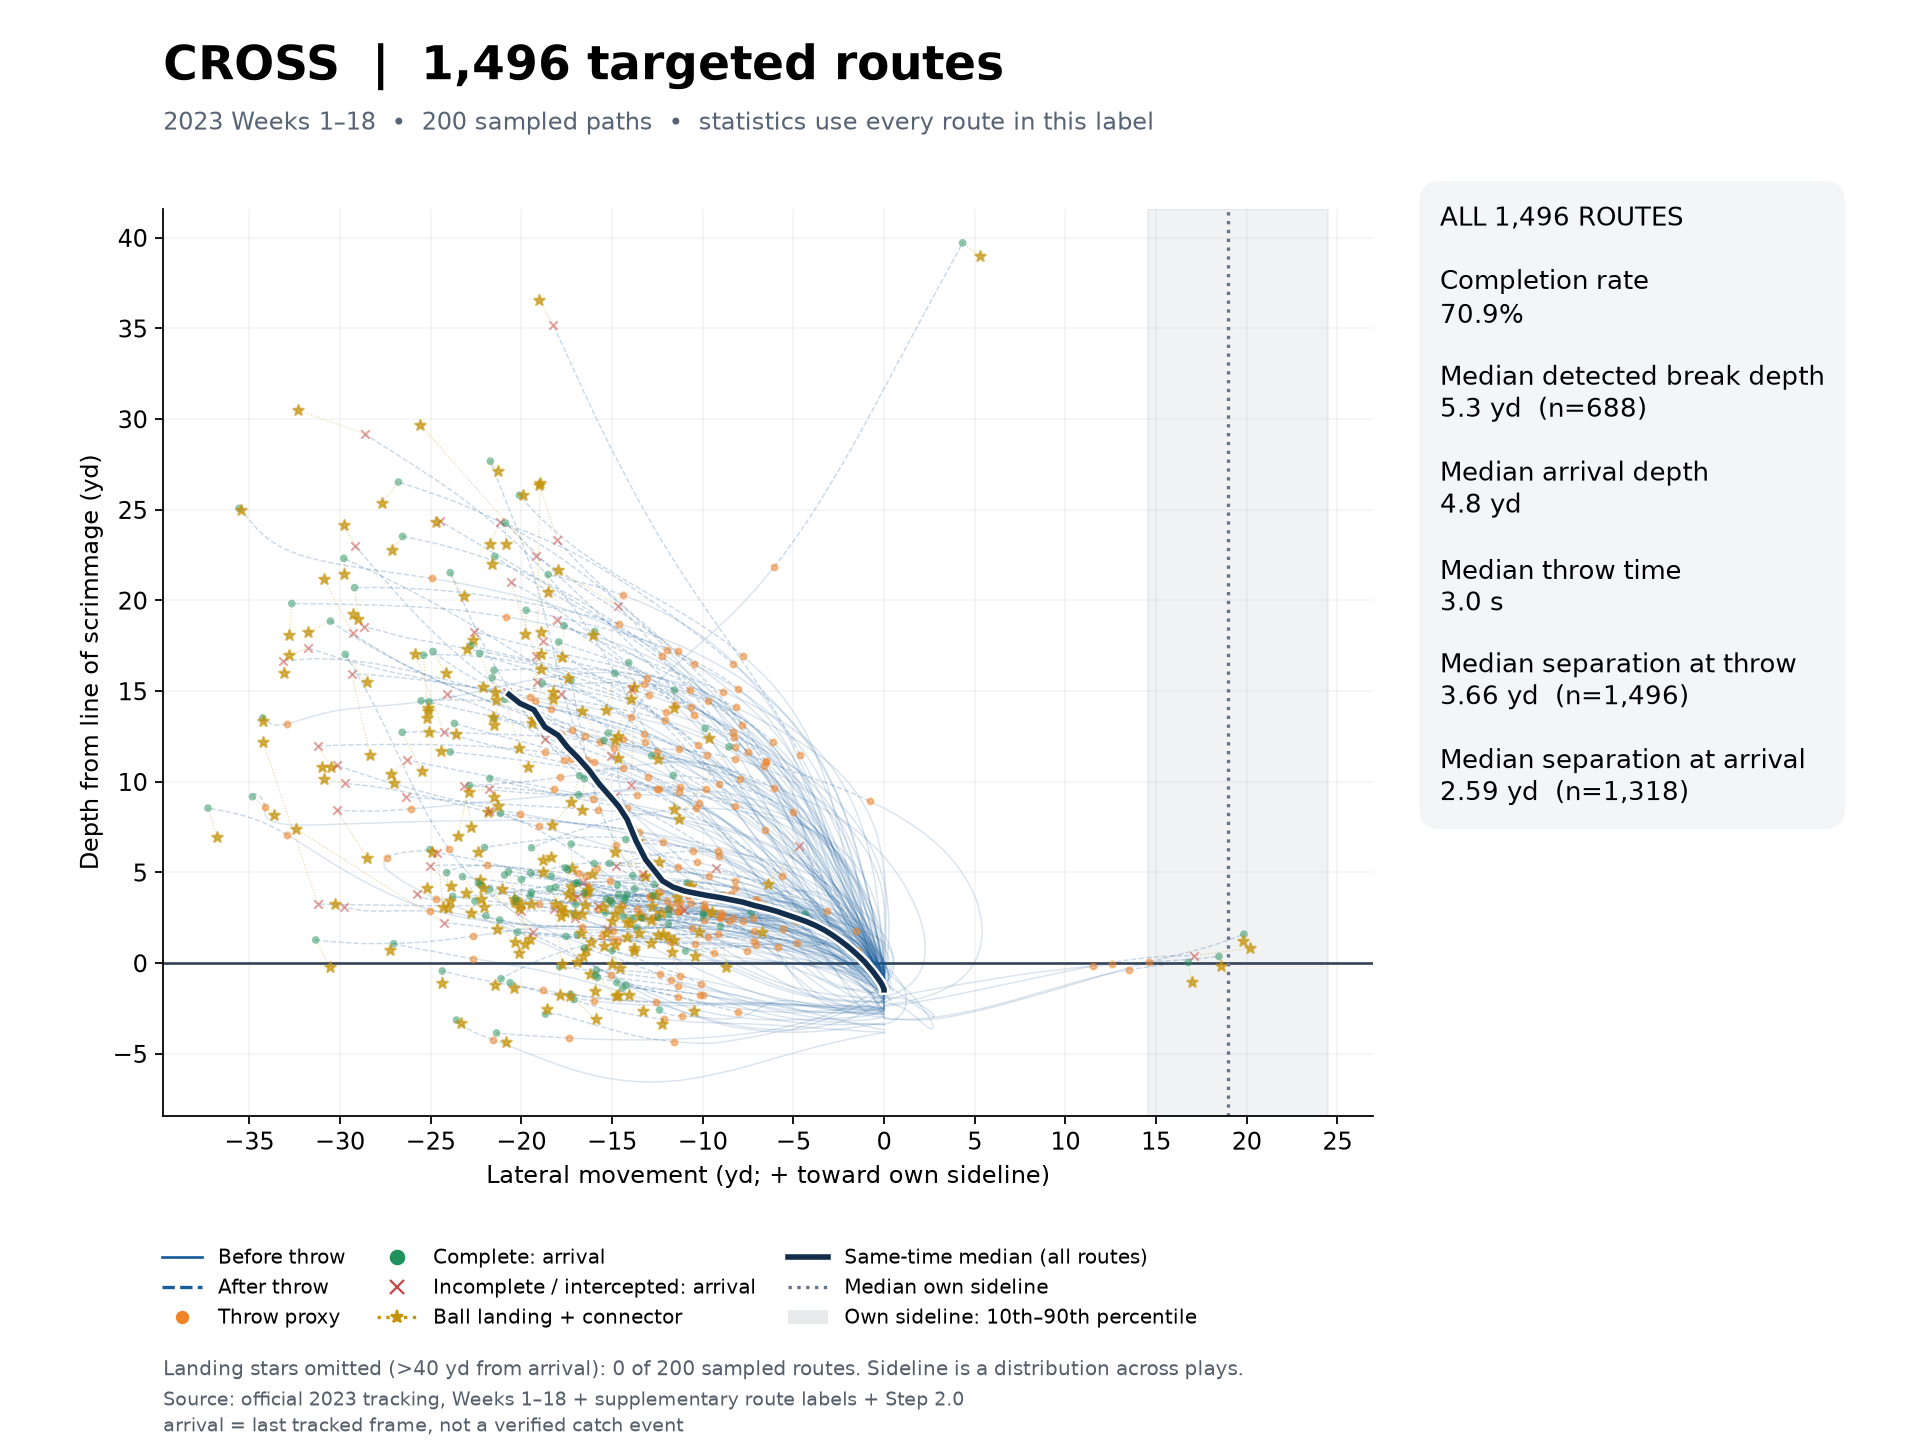 CROSS | 1,496 targeted routes
2023 Weeks 1–18 • 200 sampled paths • statistics use every route in this label
ALL 1,496 ROUTES
Completion rate
70.9%
Median detected break depth
5.3 yd (n=688)
Median arrival depth
4.8 yd
Median throw time
3.0 s
Median separation at throw
3.66 yd (n=1,496)
Median separation at arrival
2.59 yd (n=1,318)
Depth from line of scrimmage (yd)
40
35
30
25
20
15
10
5
0
−5
−35 −30 −25 −20 −15 −10 −5 0 5 10 15 20 25
Lateral movement (yd; + toward own sideline)
Before throw
After throw
Throw proxy
Complete: arrival
Incomplete / intercepted: arrival
Ball landing + connector
Same-time median (all routes)
Median own sideline
Own sideline: 10th–90th percentile
Landing stars omitted (>40 yd from arrival): 0 of 200 sampled routes. Sideline is a distribution across plays.
Source: official 2023 tracking, Weeks 1–18 + supplementary route labels + Step 2.0
arrival = last tracked frame, not a verified catch event